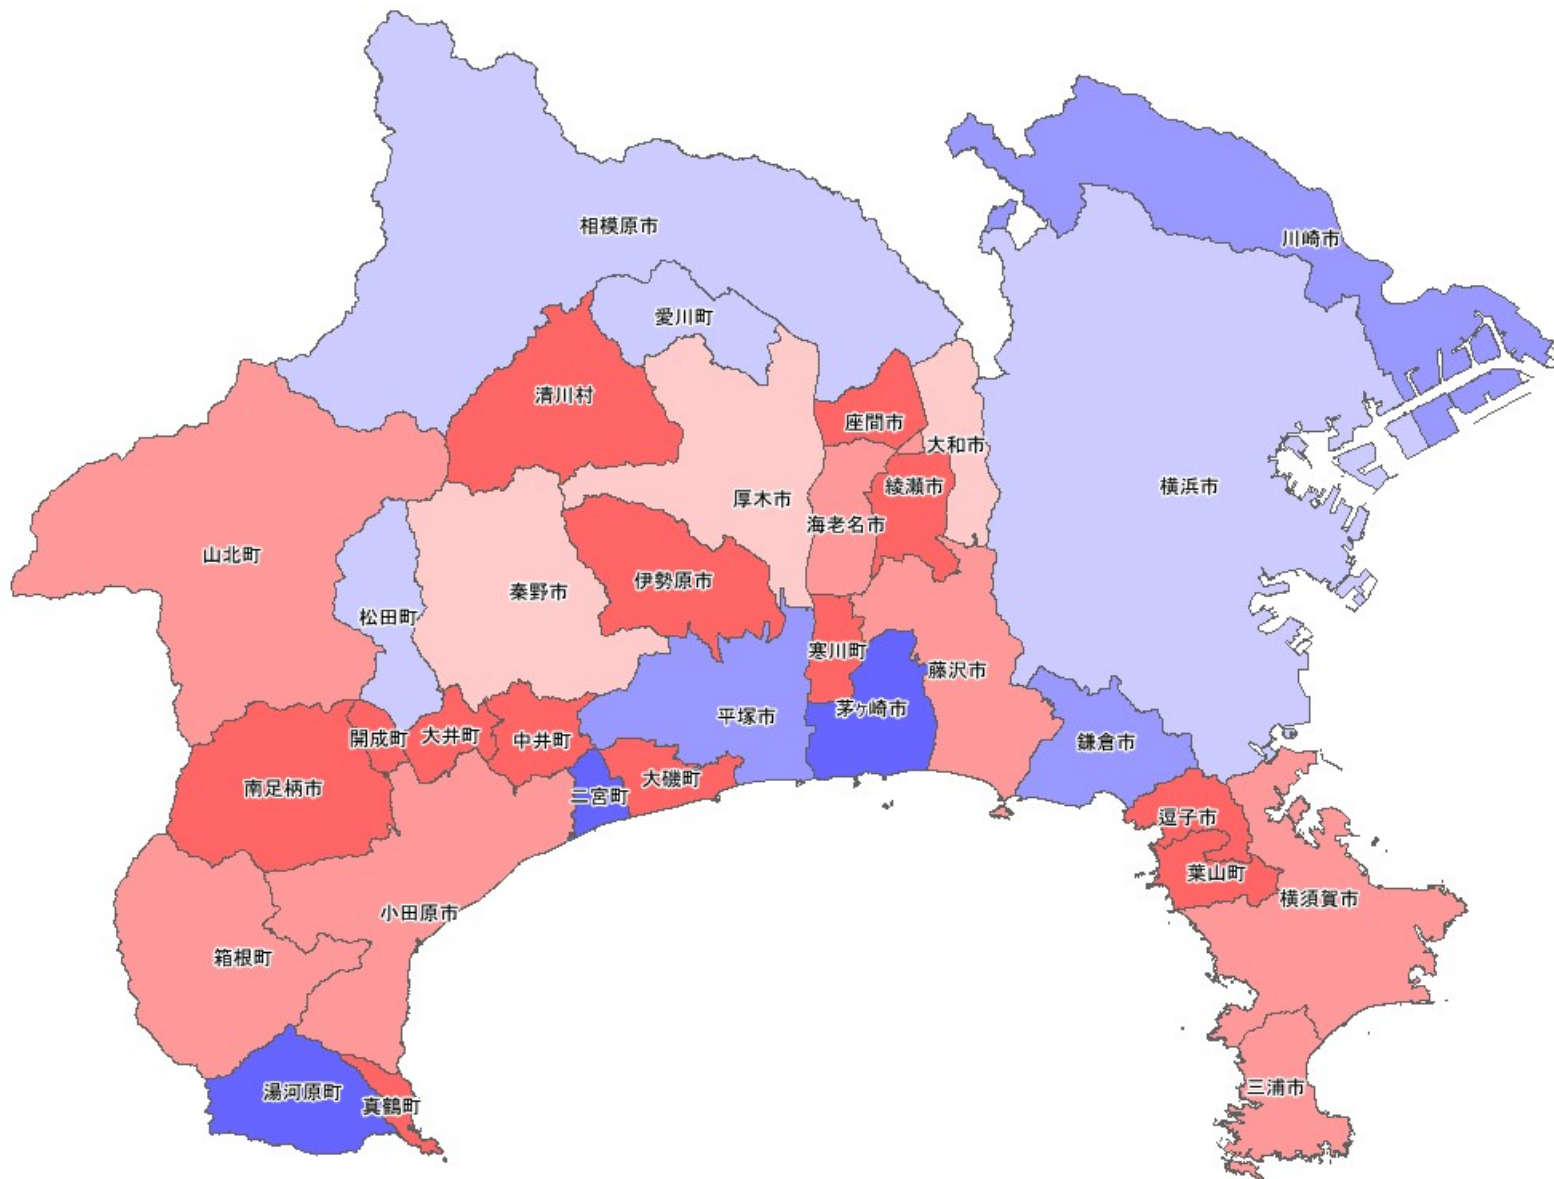 相模原市
川崎市
愛川町
清川村
座間市
大和市
綾瀬市
横浜市
厚木市
海老名市
山北町
伊勢原市
秦野市
松田町
寒川町
藤沢市
茅ヶ崎市
平塚市
開成町
大井町
中井町
鎌倉市
大磯町
南足柄市
二宮町
逗子市
葉山町
横須賀市
小田原市
箱根町
三浦市
湯河原町
真鶴町